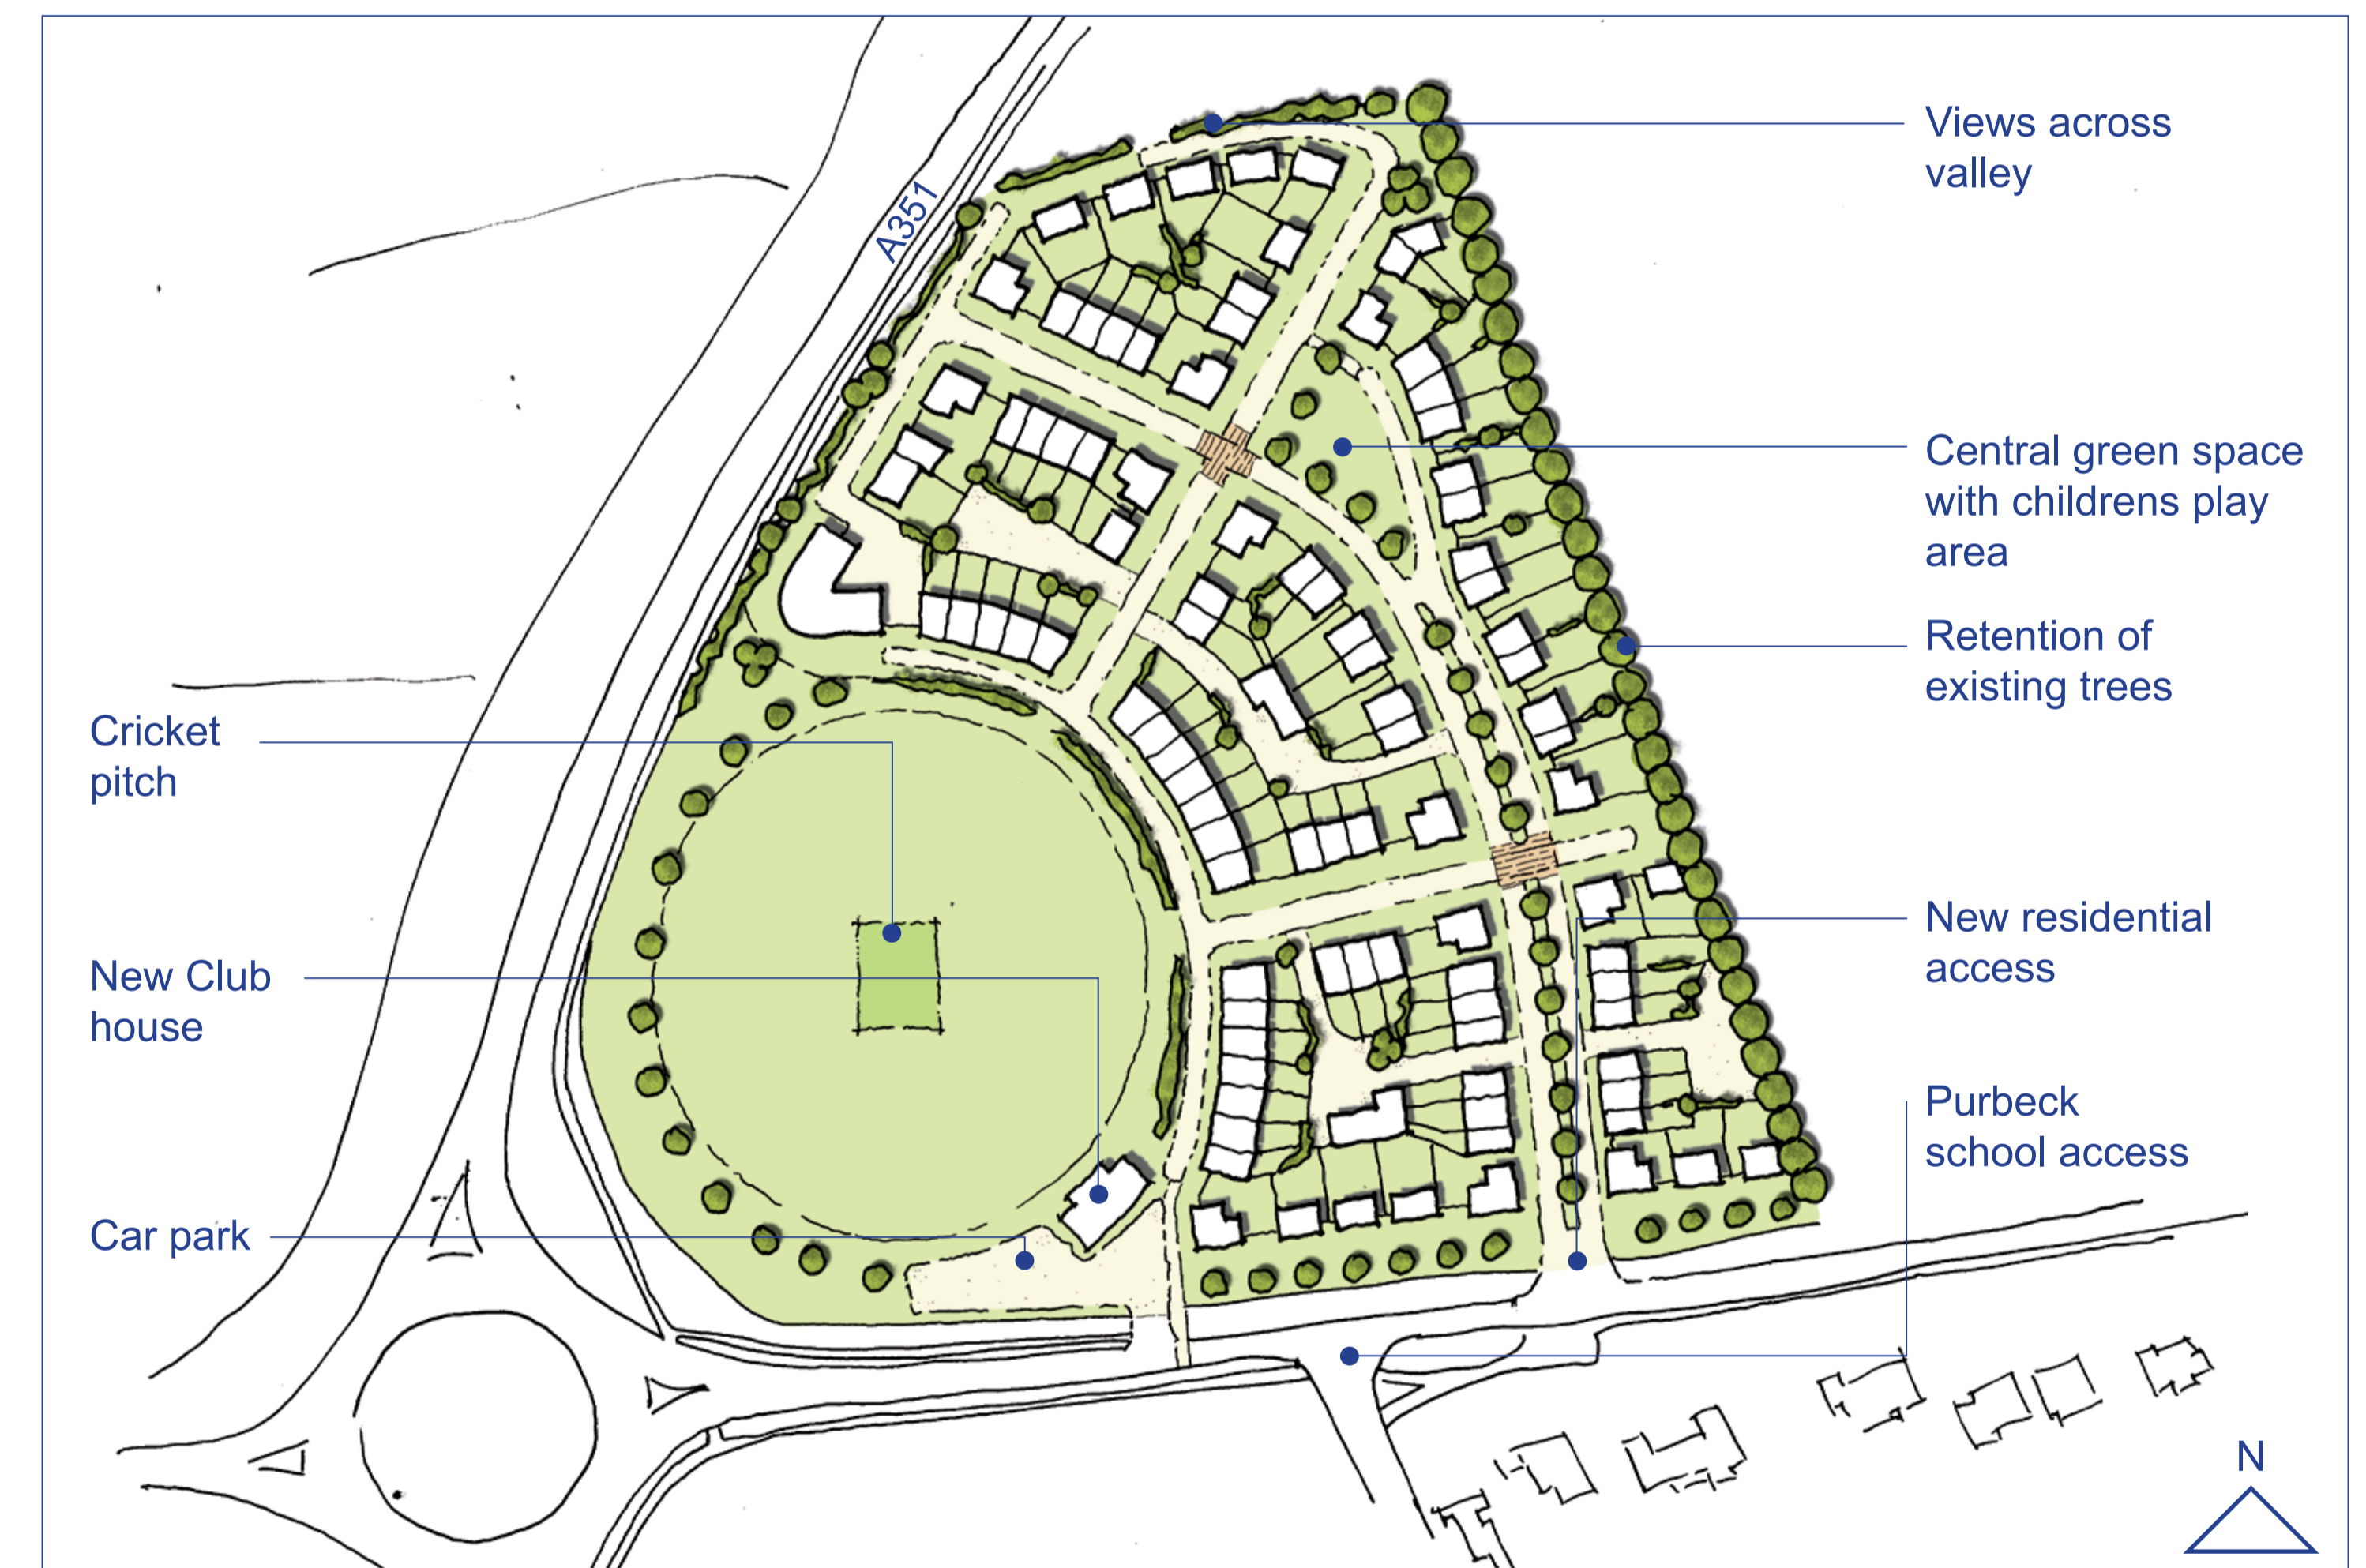 Views across
valley
A351
Central green space
with childrens play
area
Retention of
existing trees
Cricket
pitch
New residential
access
New Club
house
Purbeck
school access
Car park
N